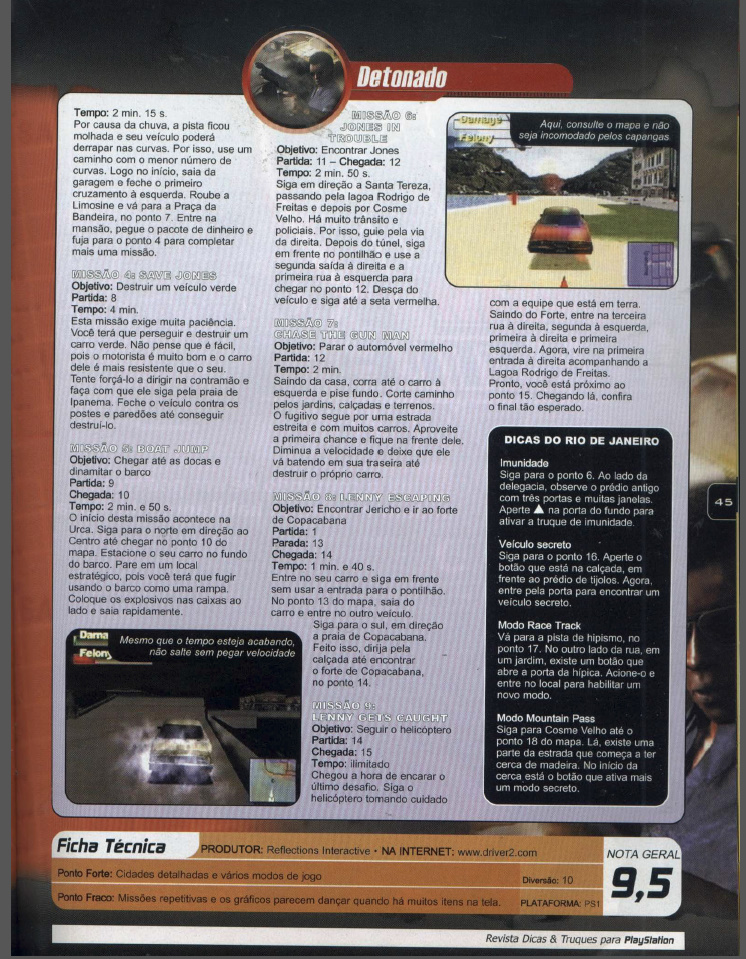 Detonado
Tempo: 2 min. 15 s.
Por causa da chuva, a pista ficou
molhada e seu veículo poderá
derrapar nas curvas. Por isso, use um
caminho com o menor número de
curvas. Logo no início, saia da
garagem e feche o primeiro
cruzamento à esquerda. Roube a
Limosine e vá para a Praça da
Bandeira, no ponto 7. Entre na
mansão, pegue o pacote de dinheiro e
fuja para o ponto 4 para completar
mais uma missão.
MISSÃO 4: SAVE JONES
Objetivo: Destruir um veículo verde
Partida: 8
Tempo: 4 min.
Esta missão exige muita paciência.
Você terá que perseguir e destruir um
carro verde. Não pense que é fácil,
pois o motorista é muito bom e o carro
dele é mais resistente que o seu.
Tente forçá-lo a dirigir na contramão e
faça com que ele siga pela praia de
Ipanema. Feche o veículo contra os
postes e paredões até conseguir
destruí-lo.
MISSÃO 5: BOAT JUMP
Objetivo: Chegar até as docas e
dinamitar o barco
Partida: 9
Chegada: 10
Tempo: 2 min. e 50 s.
O início desta missão acontece na
Urca. Siga para o norte em direção ao
Centro até chegar no ponto 10 do
mapa. Estacione o seu carro no fundo
do barco. Pare em um local
estratégico, pois você terá que fugir
usando o barco como uma rampa.
Coloque os explosivos nas caixas ao
lado e saia rapidamente.
Dama
Felony
Mesmo que o tempo esteja acabando,
não salte sem pegar velocidade
MISSÃO 6:
JONES IN
TROUBLE
Objetivo: Encontrar Jones
Partida: 11 – Chegada: 12
Tempo: 2 min. 50 s.
Siga em direção a Santa Tereza,
passando pela lagoa Rodrigo de
Freitas e depois por Cosme
Velho. Há muito trânsito e
policiais. Por isso, guie pela via
da direita. Depois do túnel, siga
em frente no pontilhão e use a
segunda saída à direita e a
primeira rua à esquerda para
chegar no ponto 12. Desça do
veículo e siga até a seta vermelha.
MISSÃO 7:
CHASE THE GUN MAN
Objetivo: Parar o automóvel vermelho
Partida: 12
Tempo: 2 min.
Saindo da casa, corra até o carro à
esquerda e pise fundo. Corte caminho
pelos jardins, calçadas e terrenos.
O fugitivo segue por uma estrada
estreita e com muitos carros. Aproveite
a primeira chance e fique na frente dele.
Diminua a velocidade e deixe que ele
vá batendo em sua traseira até
destruir o próprio carro.
MISSÃO 8: LENNY ESCAPING
Objetivo: Encontrar Jericho e ir ao forte
de Copacabana
Partida: 1
Parada: 13
Chegada: 14
Tempo: 1 min. e 40 s.
Entre no seu carro e siga em frente
sem usar a entrada para o pontilhão.
No ponto 13 do mapa, saia do
carro e entre no outro veículo.
Siga para o sul, em direção
a praia de Copacabana.
Feito isso, dirija pela
calçada até encontrar
o forte de Copacabana,
no ponto 14.
MISSÃO 9:
LENNY GETS CAUGHT
Objetivo: Seguir o helicóptero
Partida: 14
Chegada: 15
Tempo: ilimitado
Chegou a hora de encarar o
último desafio. Siga o
helicóptero tomando cuidado
Damage
Felony
Aqui, consulte o mapa e não
seja incomodado pelos capangas
com a equipe que está em terra.
Saindo do Forte, entre na terceira
rua à direita, segunda à esquerda,
primeira à direita e primeira
esquerda. Agora, vire na primeira
entrada à direita acompanhando a
Lagoa Rodrigo de Freitas.
Pronto, você está próximo ao
ponto 15. Chegando lá, confira
o final tão esperado.
DICAS DO RIO DE JANEIRO
Imunidade
Siga para o ponto 6. Ao lado da
delegacia, observe o prédio antigo
com três portas e muitas janelas.
Aperte ▲ na porta do fundo para
ativar a truque de imunidade.
Veículo secreto
Siga para o ponto 16. Aperte o
botão que está na calçada, em
frente ao prédio de tijolos. Agora,
entre pela porta para encontrar um
veículo secreto.
Modo Race Track
Vá para a pista de hipismo, no
ponto 17. No outro lado da rua, em
um jardim, existe um botão que
abre a porta da hípica. Acione-o e
entre no local para habilitar um
novo modo.
Modo Mountain Pass
Siga para Cosme Velho até o
ponto 18 do mapa. Lá, existe uma
parte da estrada que começa a ter
cerca de madeira. No início da
cerca está o botão que ativa mais
um modo secreto.
45
Ficha Técnica
PRODUTOR: Reflections Interactive • NA INTERNET: www.driver2.com
Ponto Forte: Cidades detalhadas e vários modos de jogo
Diversão: 10
Ponto Fraco: Missões repetitivas e os gráficos parecem dançar quando há muitos itens na tela.
PLATAFORMA: PS1
NOTA GERAL
9,5
Revista Dicas & Truques para PlayStation